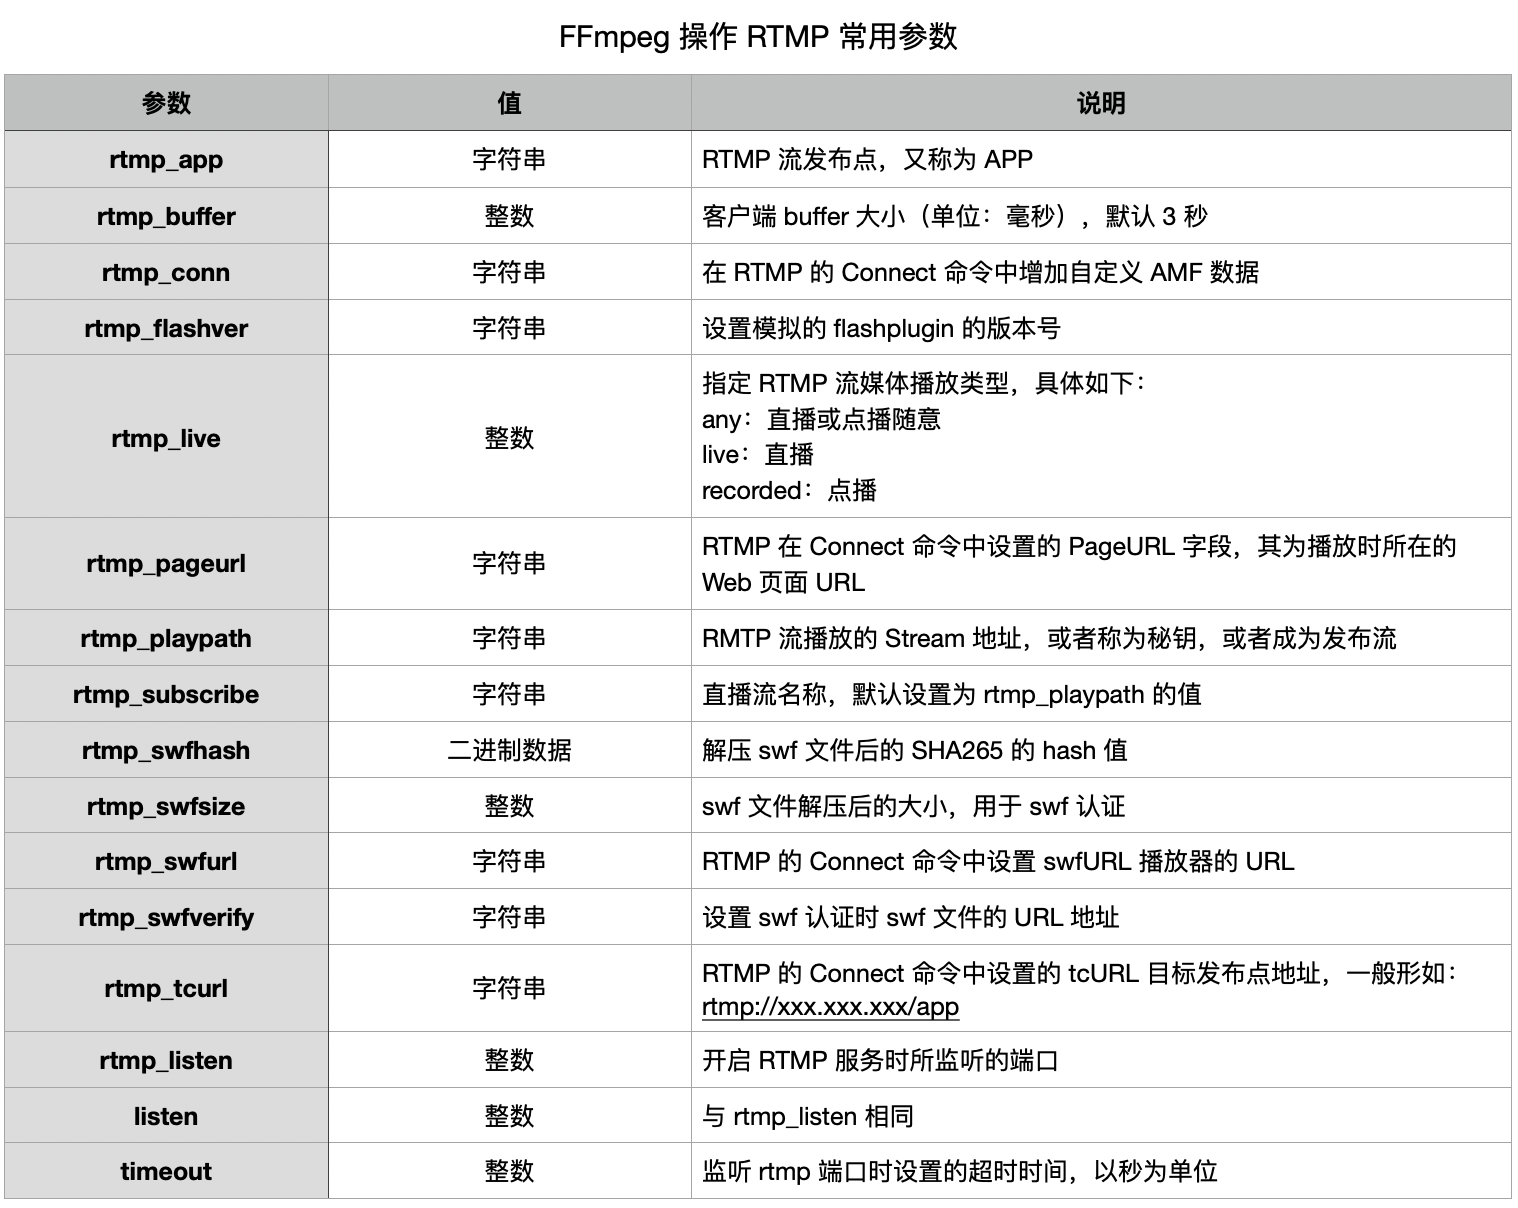 FFmpeg 操作 RTMP 常用参数
参数 值 说明
rtmp_app 字符串 RTMP 流发布点，又称为 APP
rtmp_buffer 整数 客户端 buffer 大小（单位：毫秒），默认 3 秒
rtmp_conn 字符串 在 RTMP 的 Connect 命令中增加自定义 AMF 数据
rtmp_flashver 字符串 设置模拟的 flashplugin 的版本号
rtmp_live 整数 指定 RTMP 流媒体播放类型，具体如下：
any：直播或点播随意
live：直播
recorded：点播
rtmp_pageurl 字符串 RTMP 在 Connect 命令中设置的 PageURL 字段，其为播放时所在的
Web 页面 URL
rtmp_playpath 字符串 RMTP 流播放的 Stream 地址，或者称为秘钥，或者成为发布流
rtmp_subscribe 字符串 直播流名称，默认设置为 rtmp_playpath 的值
rtmp_swfhash 二进制数据 解压 swf 文件后的 SHA265 的 hash 值
rtmp_swfsize 整数 swf 文件解压后的大小，用于 swf 认证
rtmp_swfurl 字符串 RTMP 的 Connect 命令中设置 swfURL 播放器的 URL
rtmp_swfverify 字符串 设置 swf 认证时 swf 文件的 URL 地址
rtmp_tcurl 字符串 RTMP 的 Connect 命令中设置的 tcURL 目标发布点地址，一般形如：
rtmp://xxx.xxx.xxx/app
rtmp_listen 整数 开启 RTMP 服务时所监听的端口
listen 整数 与 rtmp_listen 相同
timeout 整数 监听 rtmp 端口时设置的超时时间，以秒为单位